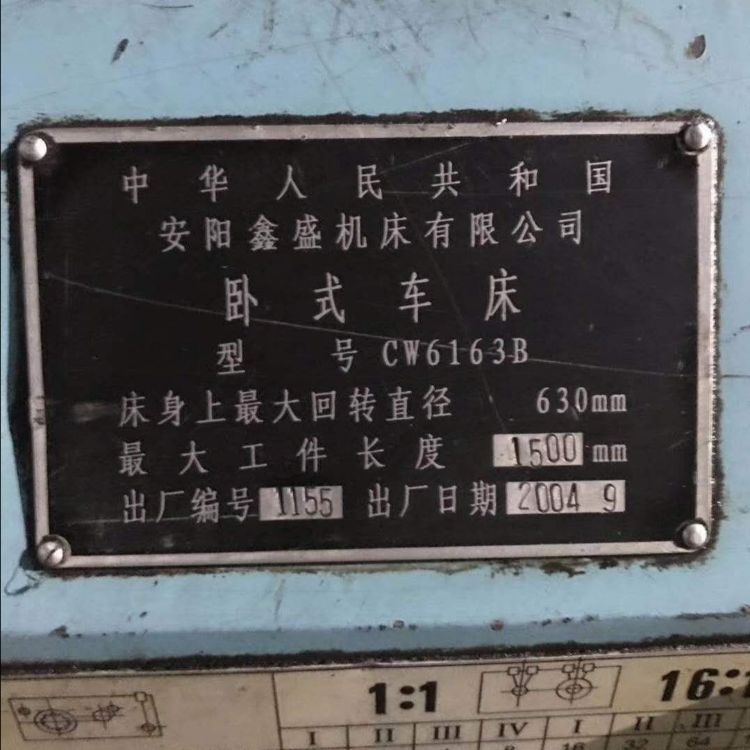 中华人民共和国
安阳鑫盛机床有限公司
卧式车床
型 号 CW6163B
床身上最大回转直径 630mm
最大工件长度 1500 mm
出厂编号 1155 出厂日期 2004 9
1:1 16:
I II III IV I II III
8 32 64